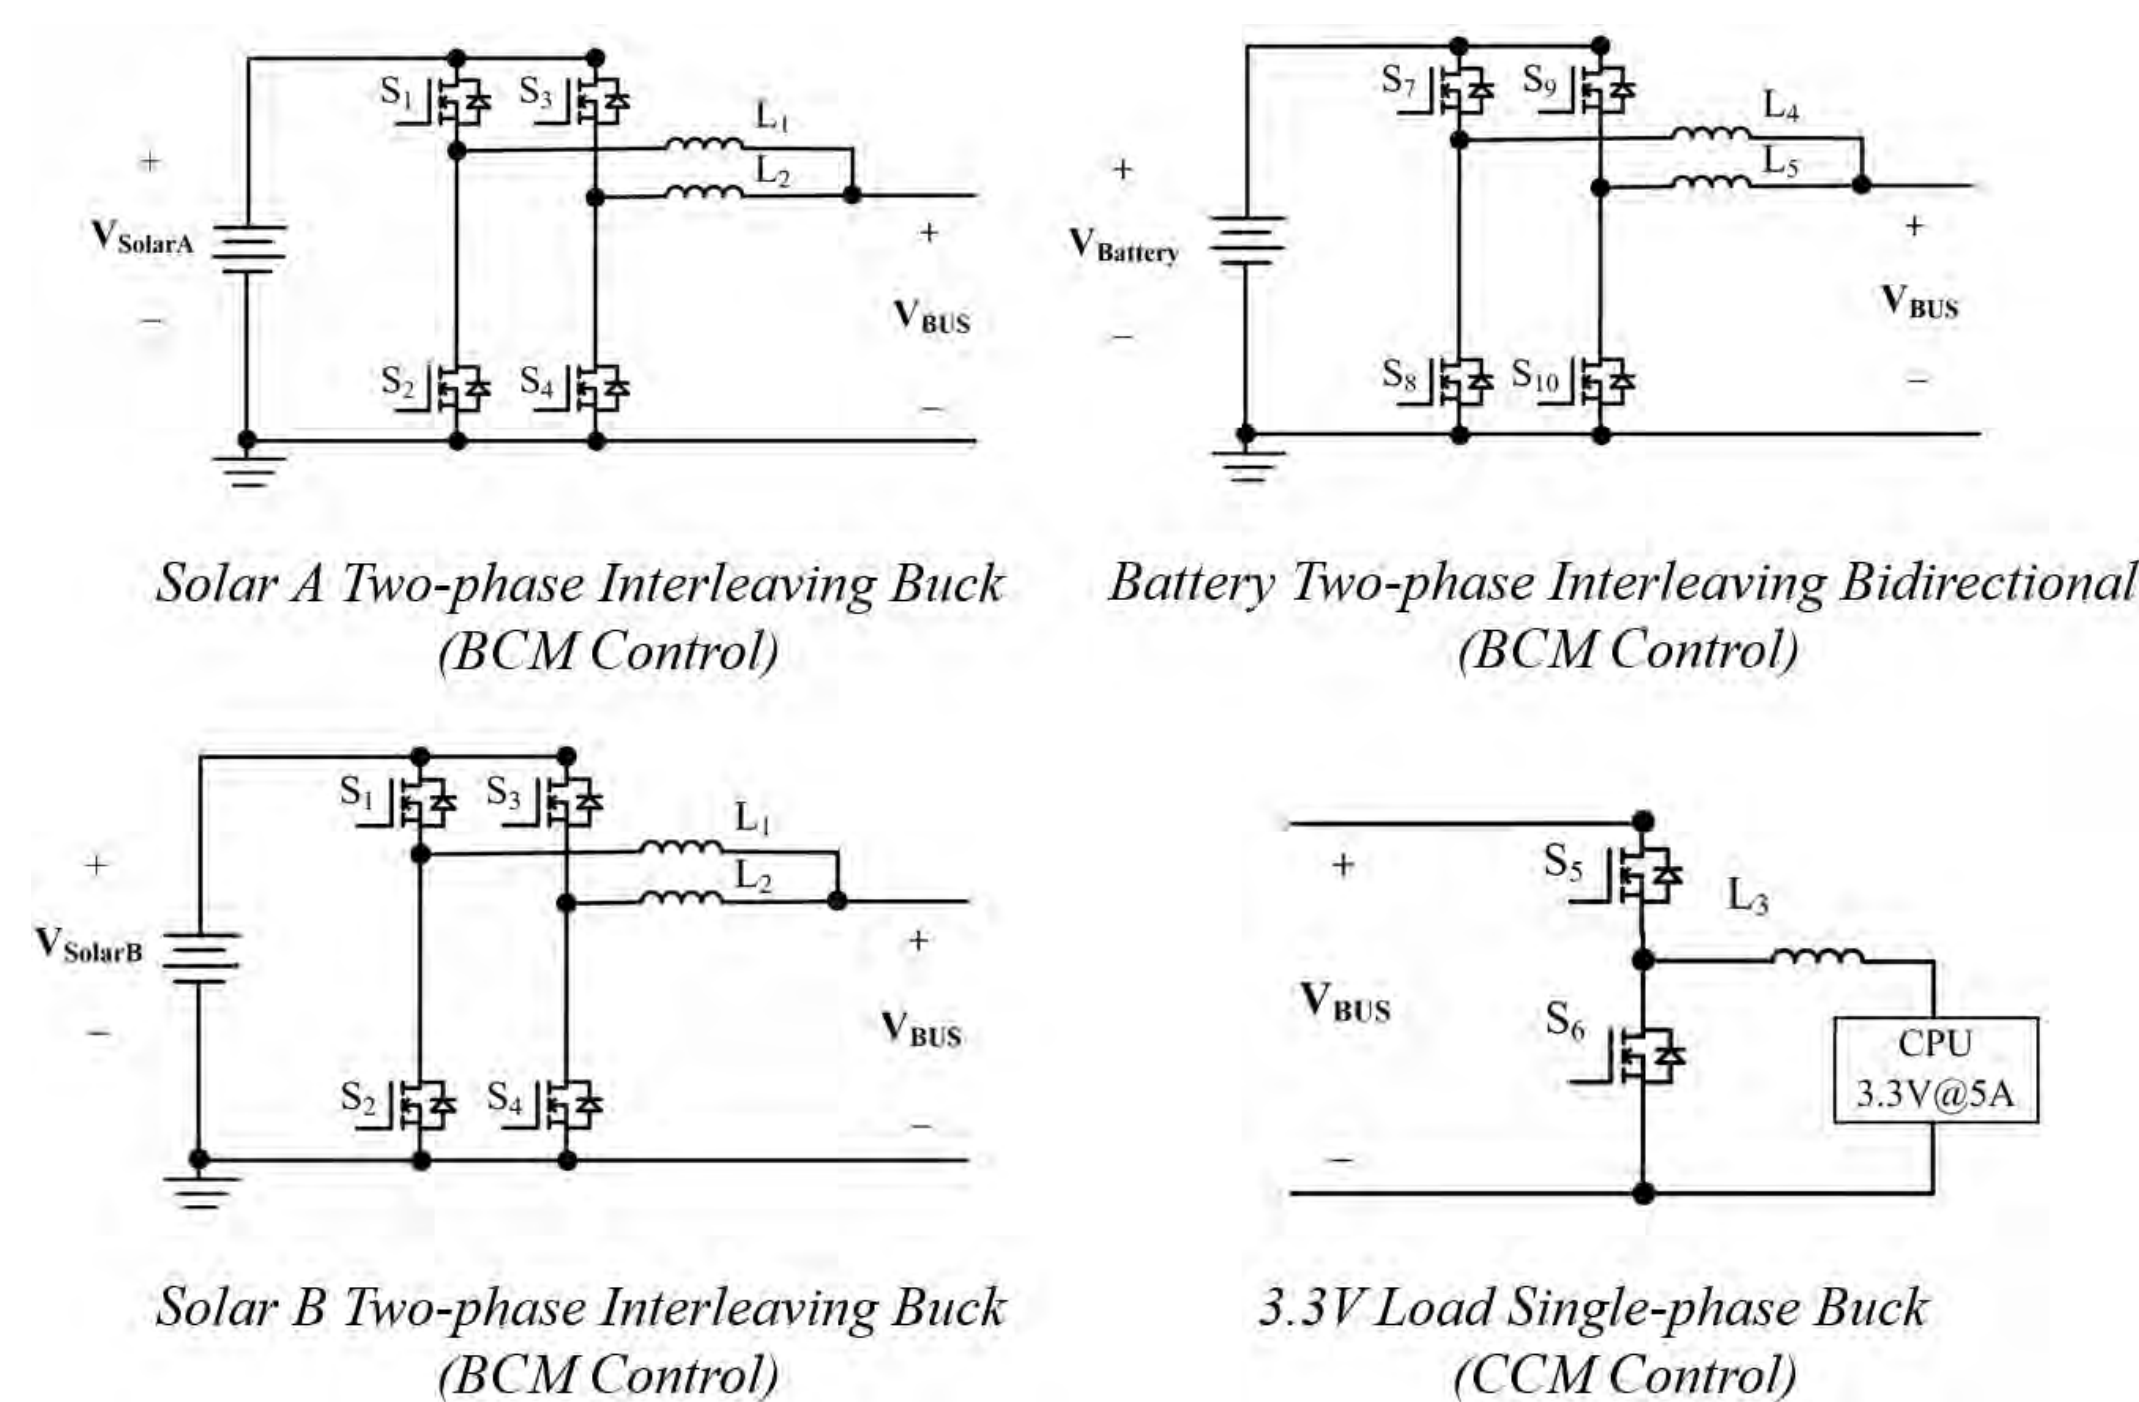 S1
S3
L1
L2
+
VSolarA
−
+
VBUS
−
S2
S4
Solar A Two-phase Interleaving Buck
(BCM Control)
S7
S9
L4
L5
+
VBattery
−
+
VBUS
−
S8
S10
Battery Two-phase Interleaving Bidirectional
(BCM Control)
S1
S3
L1
L2
+
VSolarB
−
+
VBUS
−
S2
S4
Solar B Two-phase Interleaving Buck
(BCM Control)
+
S5
L3
VBUS
S6
CPU
3.3V@5A
−
3.3V Load Single-phase Buck
(CCM Control)